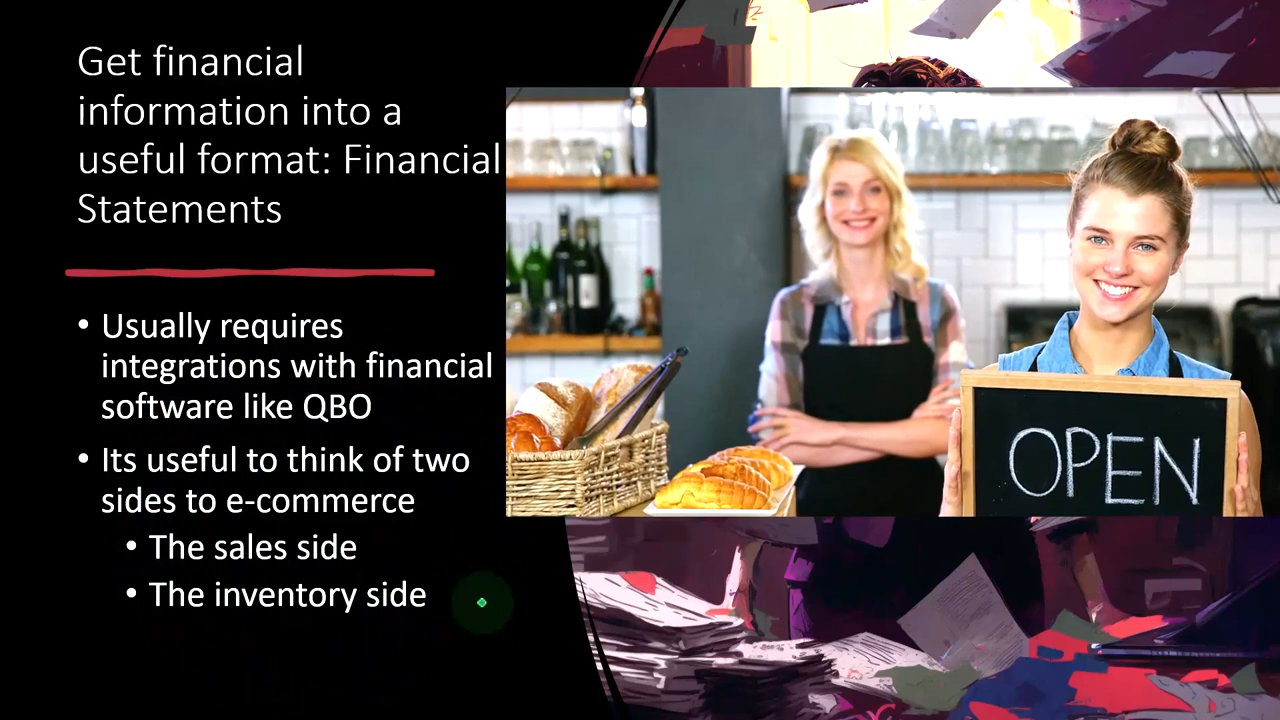 Get financial
information into a
useful format: Financial
Statements
• Usually requires
integrations with financial
software like QBO
• Its useful to think of two
sides to e-commerce
• The sales side
• The inventory side
OPEN